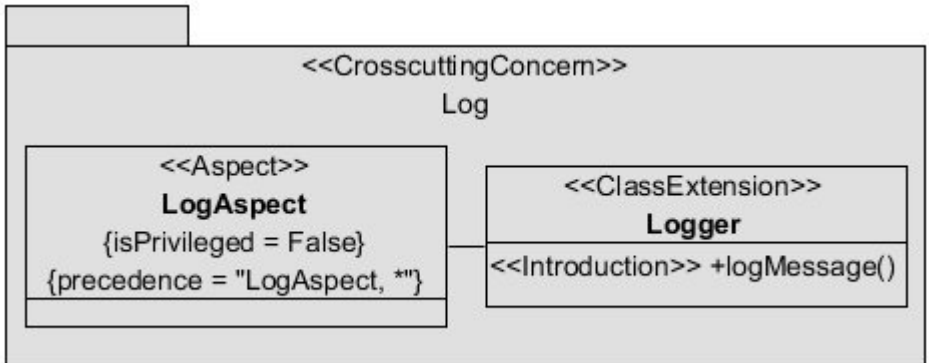 <<CrosscuttingConcern>>
Log
<<Aspect>>
LogAspect
{isPrivileged = False}
{precedence = "LogAspect, *"}
<<ClassExtension>>
Logger
<<Introduction>> +logMessage()